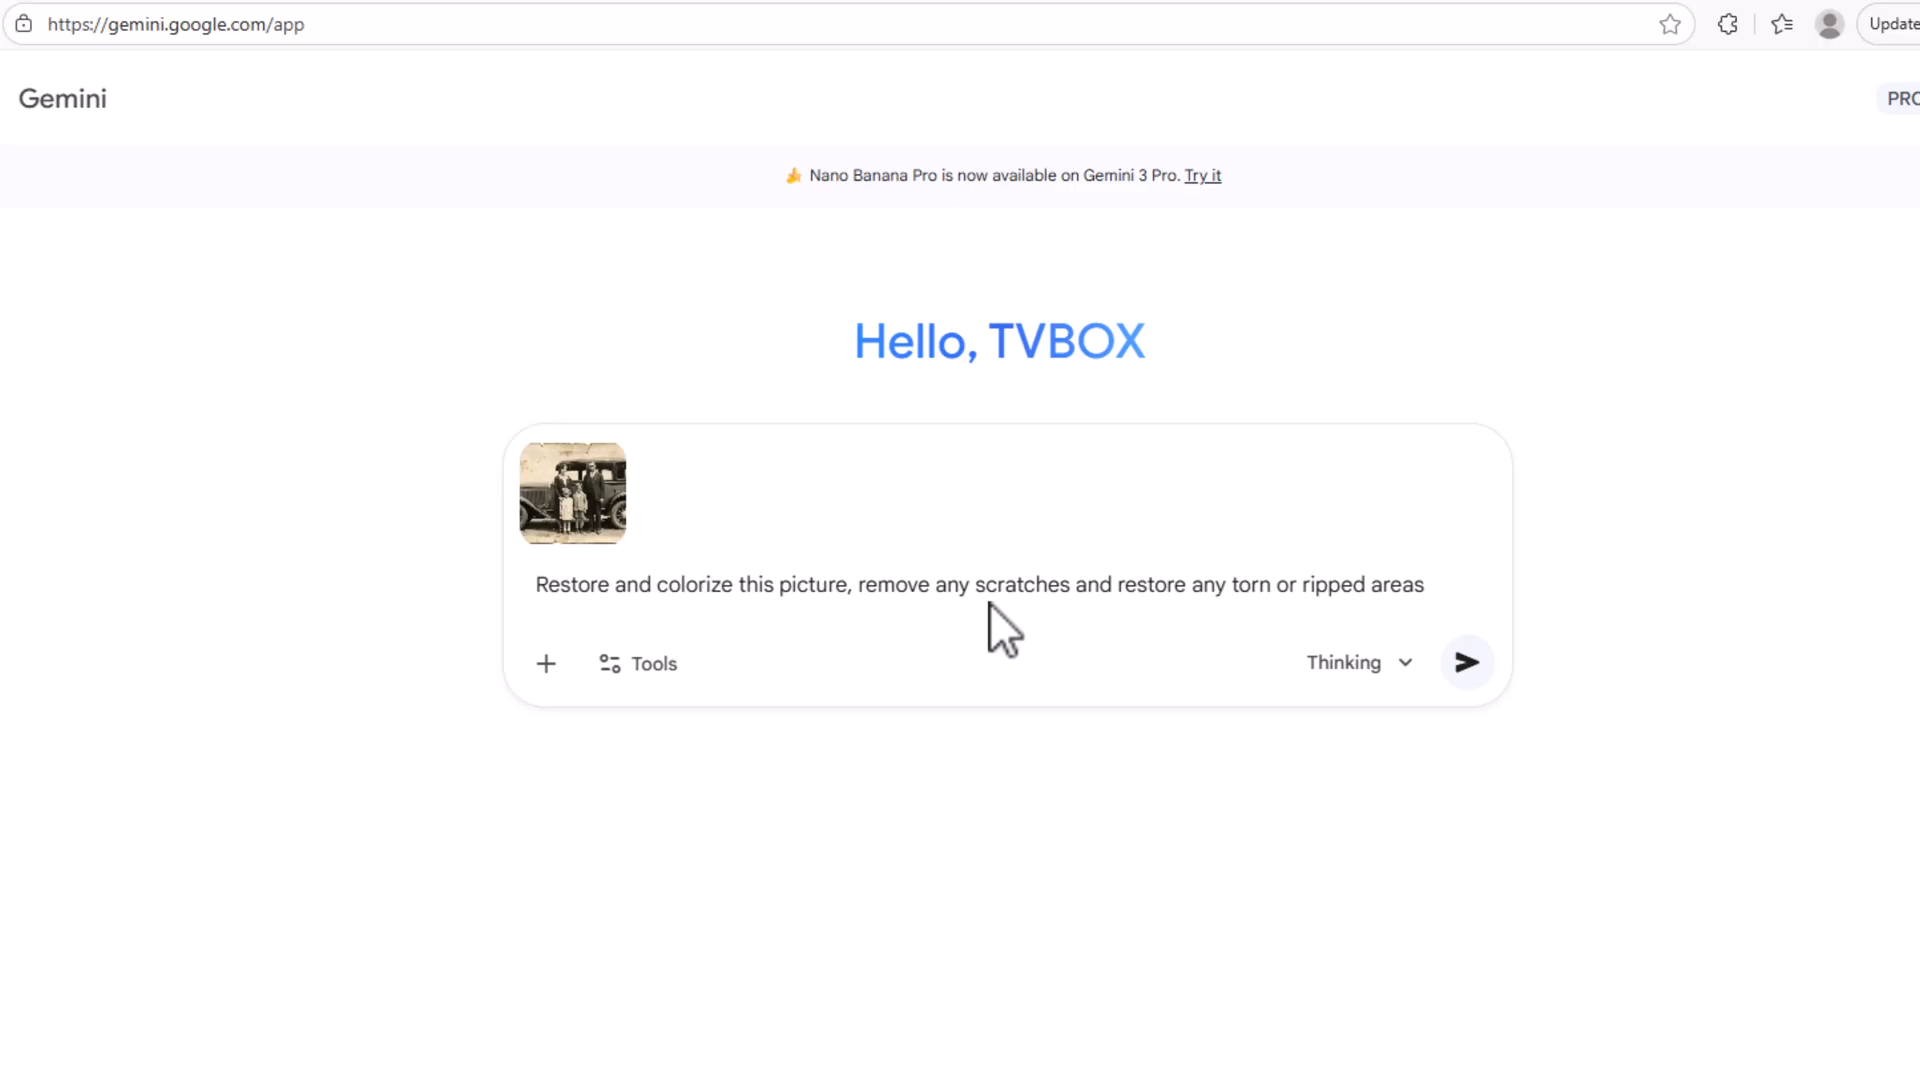 https://gemini.google.com/app
Update
Gemini
PRO
Nano Banana Pro is now available on Gemini 3 Pro. Try it
Hello, TVBOX
Restore and colorize this picture, remove any scratches and restore any torn or ripped areas
Tools
Thinking